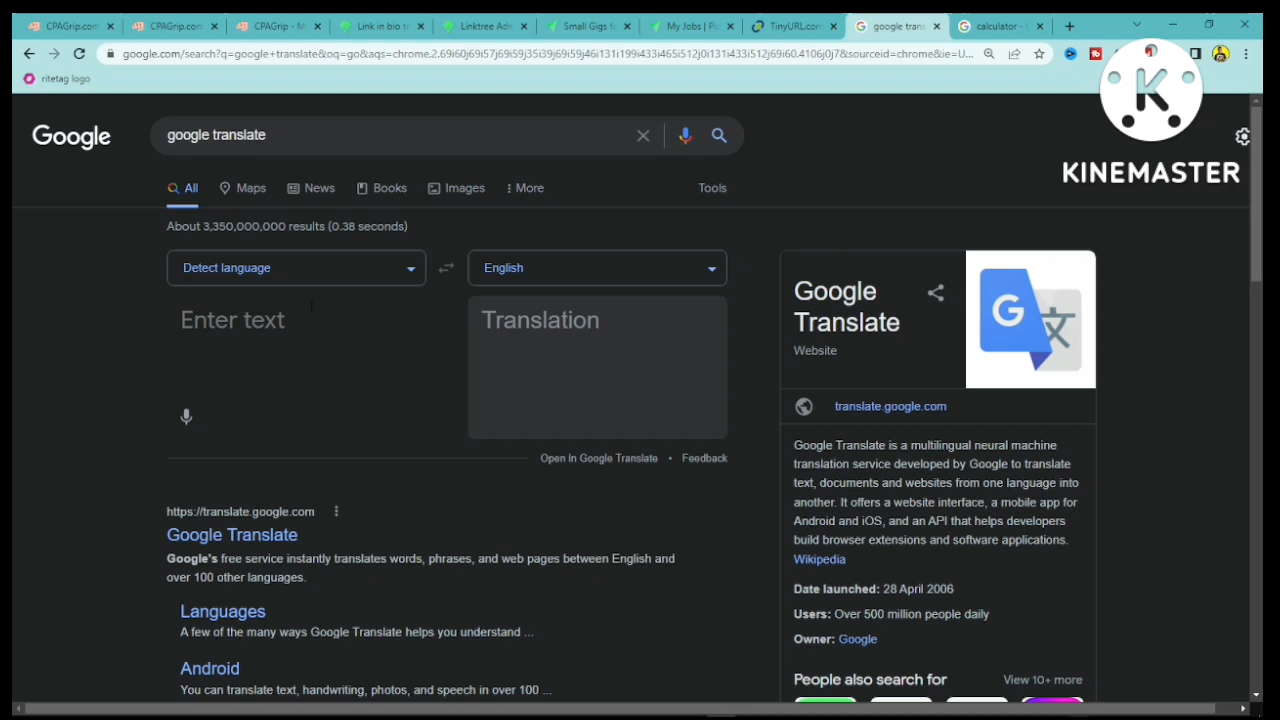 CPAGrip.com
CPAGrip.com
CPAGrip - M
Link in bio to
Linktree Adm
Small Gigs fo
My Jobs | Pic
TinyURL.com
google trans
calculator - G
google.com/search?q=google+translate&oq=go&aqs=chrome.2.69i60j69i57j69i59j35i39j69i59j46i131i199i433i465i512j0i131i433i512j69i60.4106j0j7&sourceid=chrome&ie=U...
ritetag logo
K
KINEMASTER
Google
google translate
All
Maps
News
Books
Images
More
Tools
About 3,350,000,000 results (0.38 seconds)
Detect language
English
Enter text
Translation
Open in Google Translate • Feedback
https://translate.google.com
Google Translate
Google's free service instantly translates words, phrases, and web pages between English and
over 100 other languages.
Languages
A few of the many ways Google Translate helps you understand ...
Android
You can translate text, handwriting, photos, and speech in over 100 ...
Google
Translate
Website
G
文
translate.google.com
Google Translate is a multilingual neural machine
translation service developed by Google to translate
text, documents and websites from one language into
another. It offers a website interface, a mobile app for
Android and iOS, and an API that helps developers
build browser extensions and software applications.
Wikipedia
Date launched: 28 April 2006
Users: Over 500 million people daily
Owner: Google
People also search for
View 10+ more